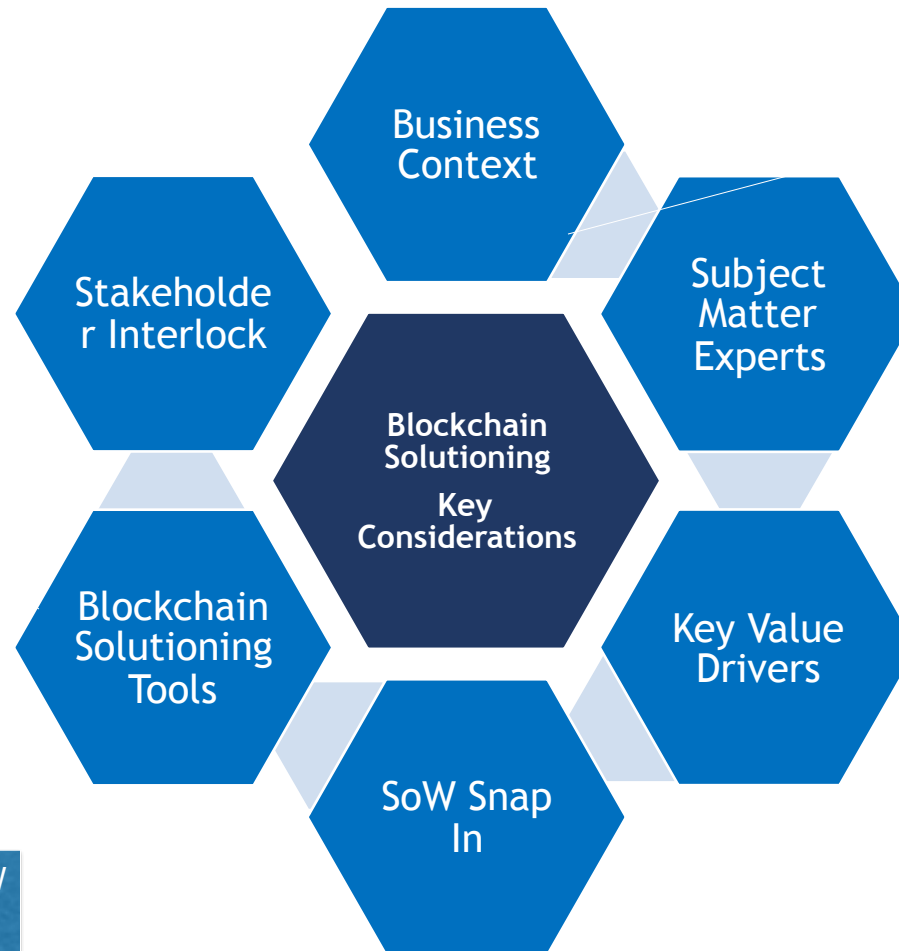 Business
Context
Stakeholde
r Interlock
Subject
Matter
Experts
Blockchain
Solutioning
Key
Considerations
Blockchain
Solutioning
Tools
Key Value
Drivers
SoW Snap
In